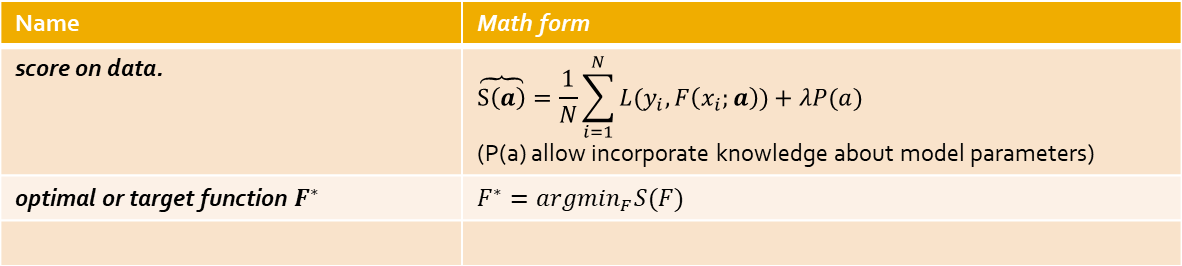 Name
Math form
score on data.
S(a)⏞ = 1/N ∑_{i=1}^{N} L(y_i, F(x_i; a)) + λP(a)
(P(a) allow incorporate knowledge about model parameters)
optimal or target function F*
F* = argmin_F S(F)